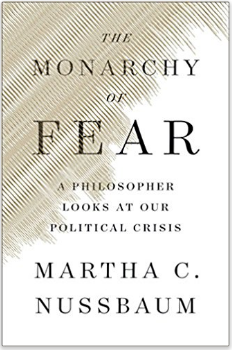 THE
MONARCHY
OF
FEAR
A PHILOSOPHER
LOOKS AT OUR
POLITICAL CRISIS
MARTHA C.
NUSSBAUM